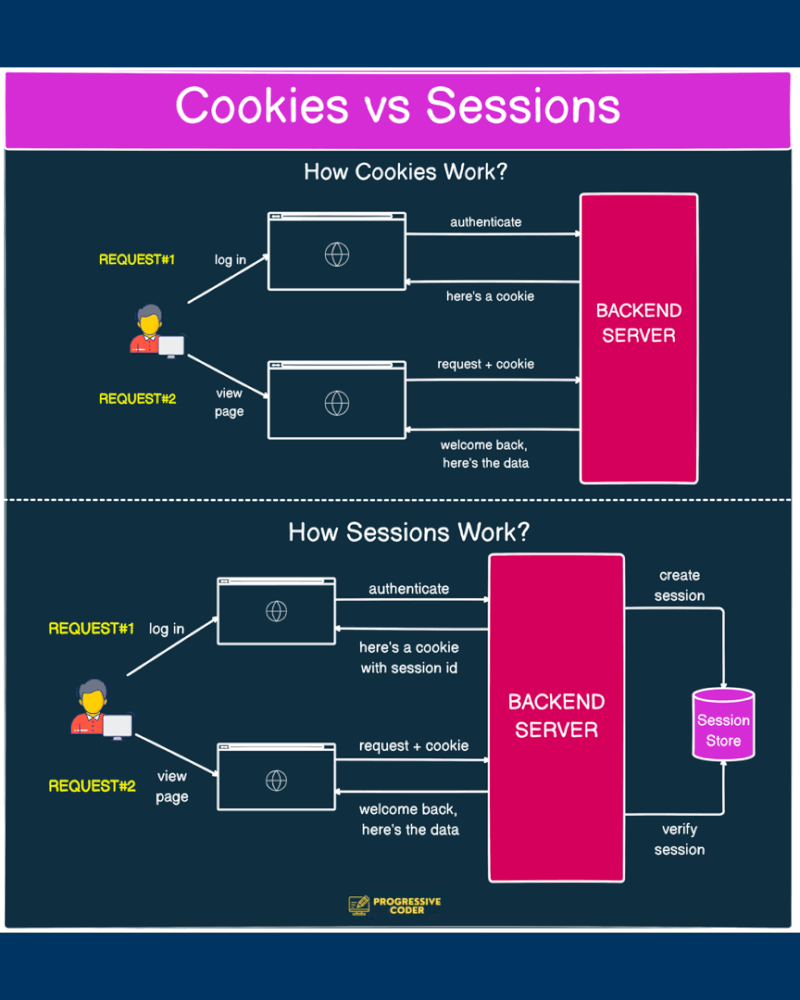 Cookies vs Sessions
How Cookies Work?
authenticate
REQUEST#1
log in
here's a cookie
BACKEND
SERVER
request + cookie
REQUEST#2
view
page
welcome back,
here's the data
How Sessions Work?
create
session
authenticate
REQUEST#1
log in
here's a cookie
with session id
BACKEND
SERVER
Session
Store
request + cookie
REQUEST#2
view
page
welcome back,
here's the data
verify
session
PROGRESSIVE
CODER